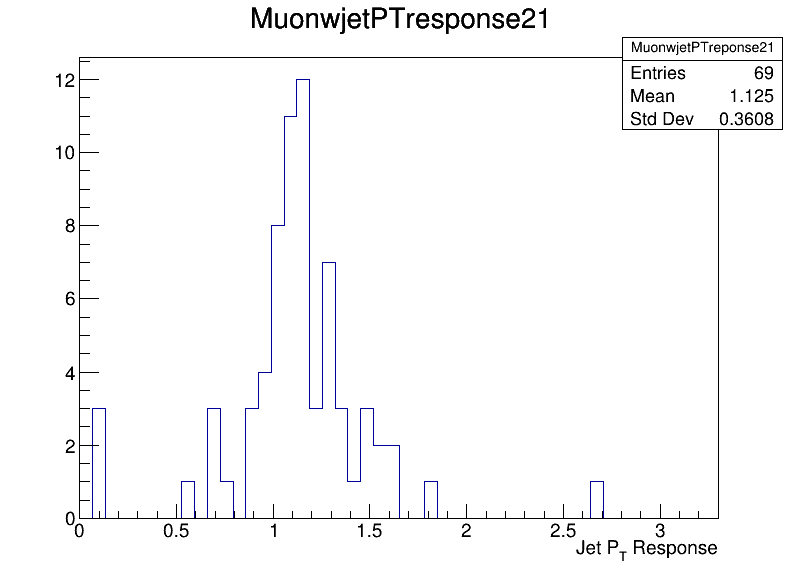 MuonwjetPTresponse21
MuonwjetPTreponse21
Entries 69
Mean 1.125
Std Dev 0.3608
12
10
8
6
4
2
0
0 0.5 1 1.5 2 2.5 3
Jet PT Response